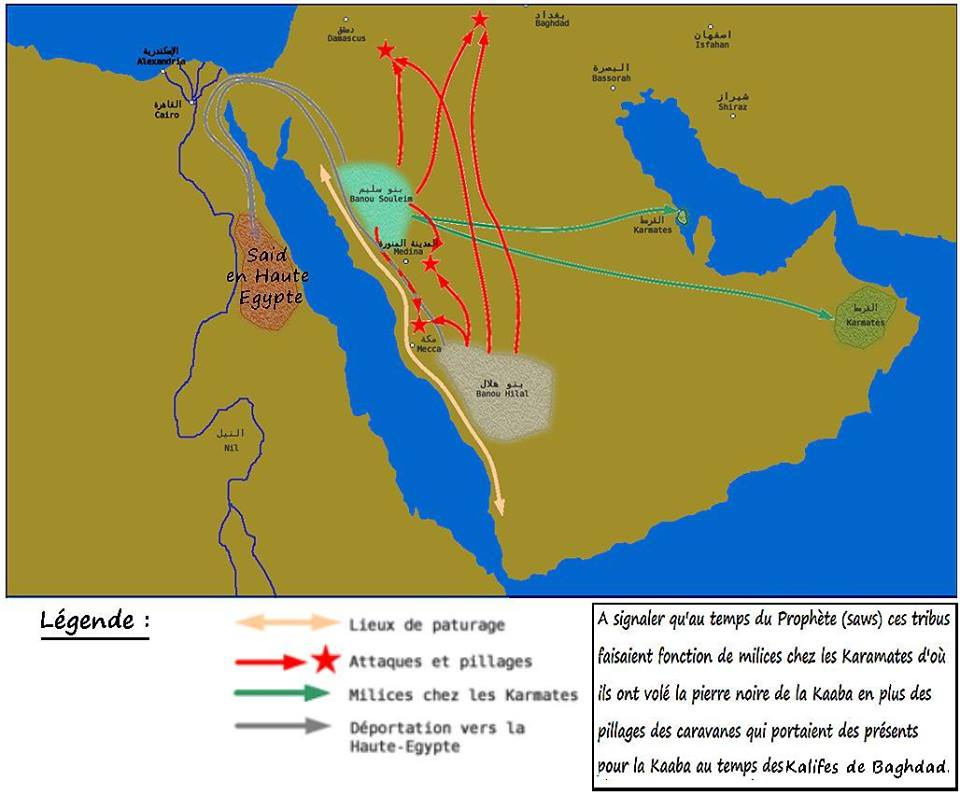 دمشق
Damascus
بغداد
Baghdad
اصفهان
Isfahan
الإسكندرية
Alexandria
البصرة
Bassorah
شيراز
Shiraz
القاهرة
Cairo
بنو سليم
Banou Souleim
القرمط
Karmates
المدينة المنورة
Medina
Said
en Haute
Egypte
القرمط
Karmates
مكة
Mecca
بنو هلال
Banou Hilal
النيل
Nil
Légende :
Lieux de paturage
Attaques et pillages
Milices chez les Karmates
Déportation vers la
Haute-Egypte
A signaler qu'au temps du Prophète (saws) ces tribus
faisaient fonction de milices chez les Karamates d'où
ils ont volé la pierre noire de la Kaaba en plus des
pillages des caravanes qui portaient des présents
pour la Kaaba au temps des Kalifes de Baghdad.